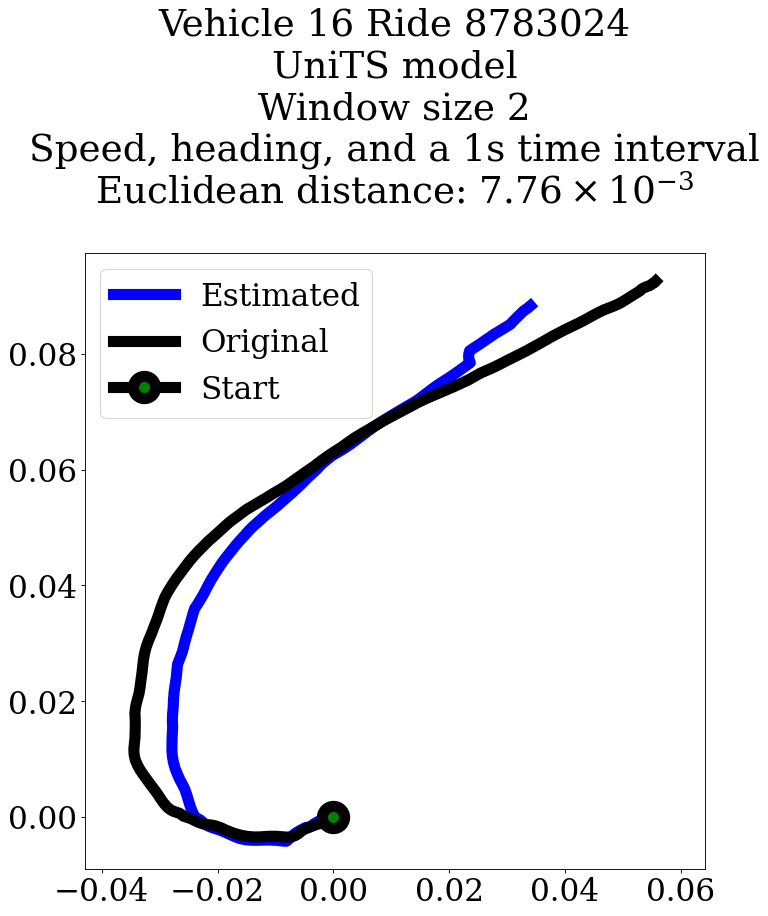 Vehicle 16 Ride 8783024
UniTS model
Window size 2
Speed, heading, and a 1s time interval
Euclidean distance: 7.76 × 10⁻³
Estimated
Original
Start
0.08
0.06
0.04
0.02
0.00
−0.04 −0.02 0.00 0.02 0.04 0.06